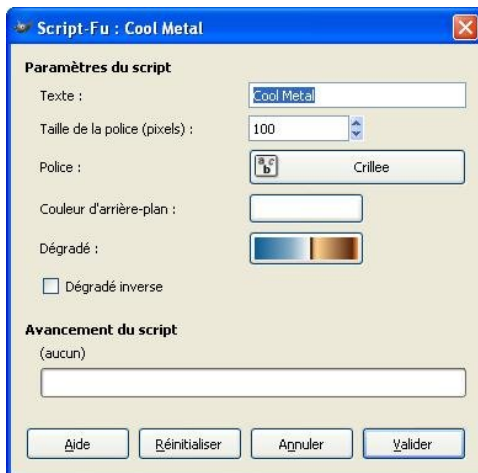 Script-Fu : Cool Metal
Paramètres du script
Texte : Cool Metal
Taille de la police (pixels) : 100
Police : Crillee
Couleur d'arrière-plan :
Dégradé :
Dégradé inverse
Avancement du script
(aucun)
Aide Réinitialiser Annuler Valider